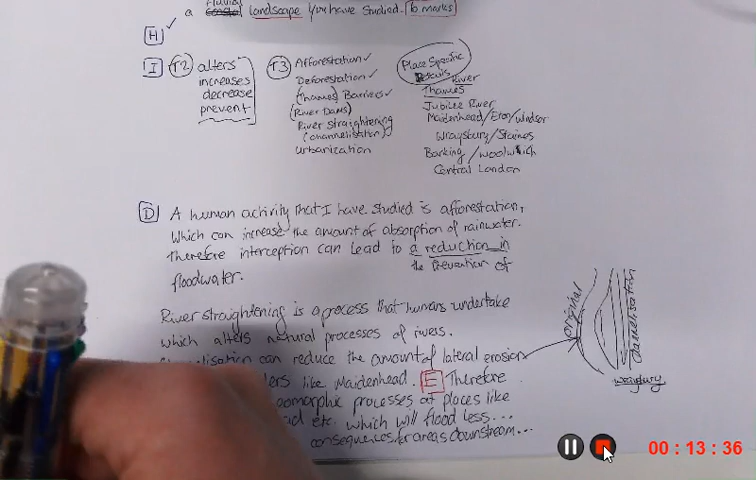 fluvial
a coastal landscape you have studied. [6 marks]
H ✓
I T2 alters
increases
decrease
prevent
T3 Afforestation ✓
Deforestation ✓
(Thames) Barriers ✓
(River Dams)
River straightening
(channelisation)
Urbanization
Place Specific
Details River
Thames
Jubilee River
Maidenhead/Eton/Windsor
Wraysbury/Staines
Barking/Woolwich
Central London
D A human activity that I have studied is afforestation,
which can increase the amount of absorption of rainwater.
Therefore interception can lead to a reduction in
the prevention of
floodwater.
River straightening is a process that humans undertake
which alters natural processes of rivers.
can reduce the amount of lateral erosion
like Maidenhead. E Therefore
processes at places like
etc. which will flood less...
consequences for areas downstream...
original
channelisation
00:13:36